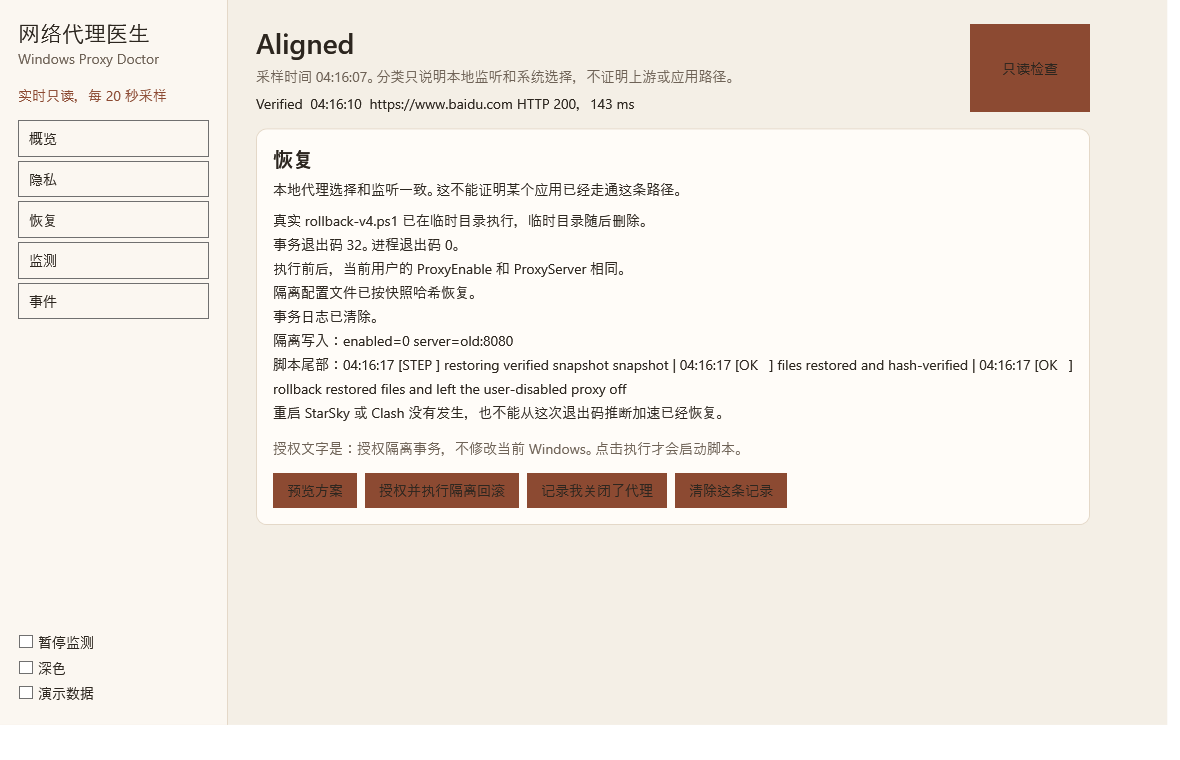 网络代理医生
Windows Proxy Doctor
实时只读，每 20 秒采样
概览
隐私
恢复
监测
事件
暂停监测
深色
演示数据
Aligned
采样时间 04:16:07。分类只说明本地监听和系统选择，不证明上游或应用路径。
Verified 04:16:10 https://www.baidu.com HTTP 200，143 ms
只读检查
恢复
本地代理选择和监听一致。这不能证明某个应用已经走通这条路径。
真实 rollback-v4.ps1 已在临时目录执行，临时目录随后删除。
事务退出码 32。进程退出码 0。
执行前后，当前用户的 ProxyEnable 和 ProxyServer 相同。
隔离配置文件已按快照哈希恢复。
事务日志已清除。
隔离写入：enabled=0 server=old:8080
脚本尾部：04:16:17 [STEP ] restoring verified snapshot snapshot | 04:16:17 [OK   ] files restored and hash-verified | 04:16:17 [OK   ]
rollback restored files and left the user-disabled proxy off
重启 StarSky 或 Clash 没有发生，也不能从这次退出码推断加速已经恢复。
授权文字是：授权隔离事务，不修改当前 Windows。点击执行才会启动脚本。
预览方案
授权并执行隔离回滚
记录我关闭了代理
清除这条记录